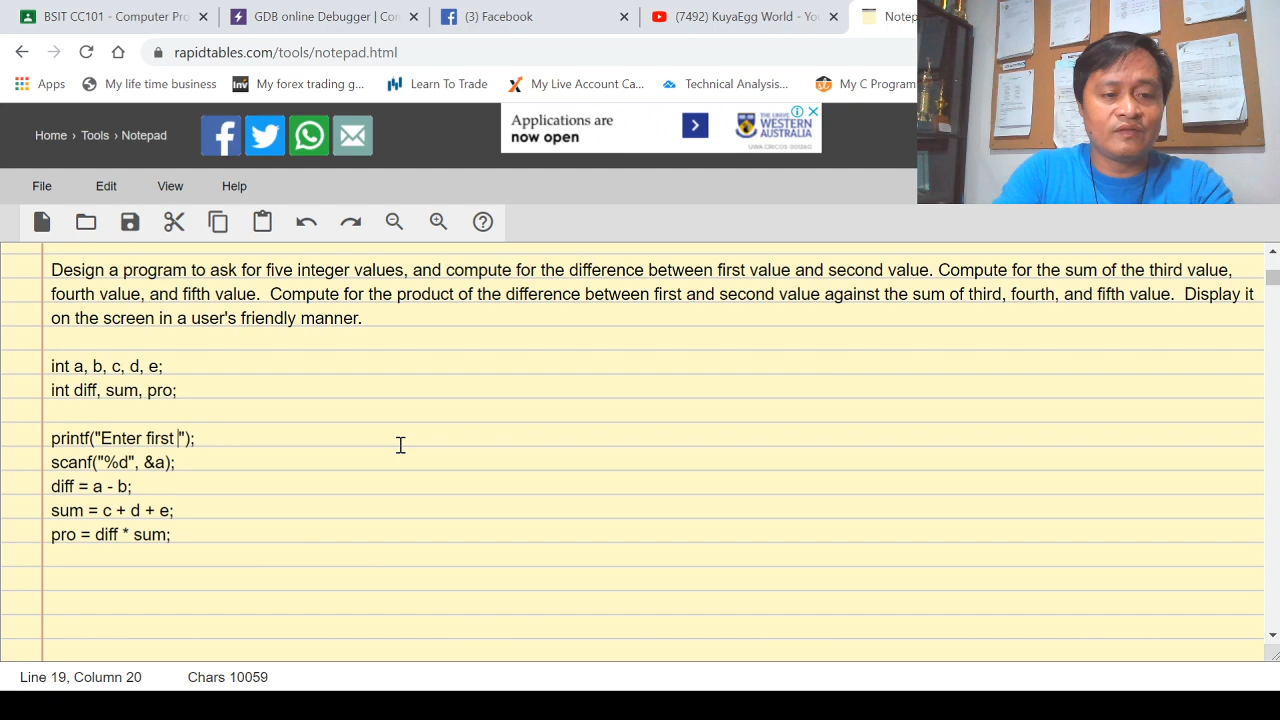 BSIT CC101 - Computer Pro
GDB online Debugger | Con
(3) Facebook
(7492) Kuya Egg World - Yo
Notep
rapidtables.com/tools/notepad.html
Apps
My life time business
My forex trading g...
Learn To Trade
My Live Account Ca...
Technical Analysis...
My C Program
Home › Tools › Notepad
Applications are
now open
WESTERN
AUSTRALIA
File
Edit
View
Help
Design a program to ask for five integer values, and compute for the difference between first value and second value. Compute for the sum of the third value,
fourth value, and fifth value.  Compute for the product of the difference between first and second value against the sum of third, fourth, and fifth value.  Display it
on the screen in a user's friendly manner.
int a, b, c, d, e;
int diff, sum, pro;
printf("Enter first ");
scanf("%d", &a);
diff = a - b;
sum = c + d + e;
pro = diff * sum;
Line 19, Column 20
Chars 10059